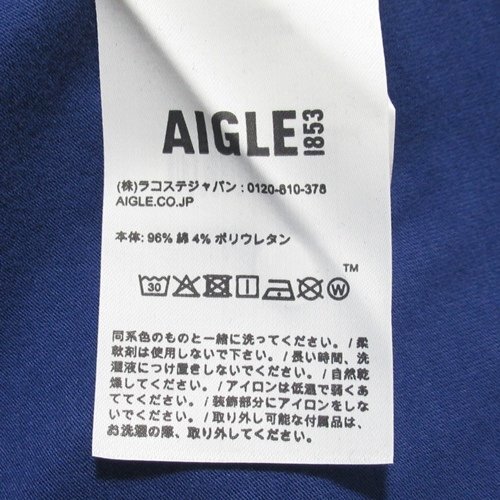 AIGLE 1853
(株)ラコステジャパン : 0120-810-378
AIGLE.CO.JP
本体: 96% 綿 4% ポリウレタン
TM
30 W
同系色のものと一緒に洗ってください。/ 柔
軟剤は使用しないで下さい。/ 長い時間、洗
濯液につけ置きしないでください。/ 自然乾
燥してください。/ アイロンは低温で弱くあ
ててください。/ 装飾部分にアイロンをしな
いでください。/ 取り外し可能な付属品は、
お洗濯の際、取り外してください。